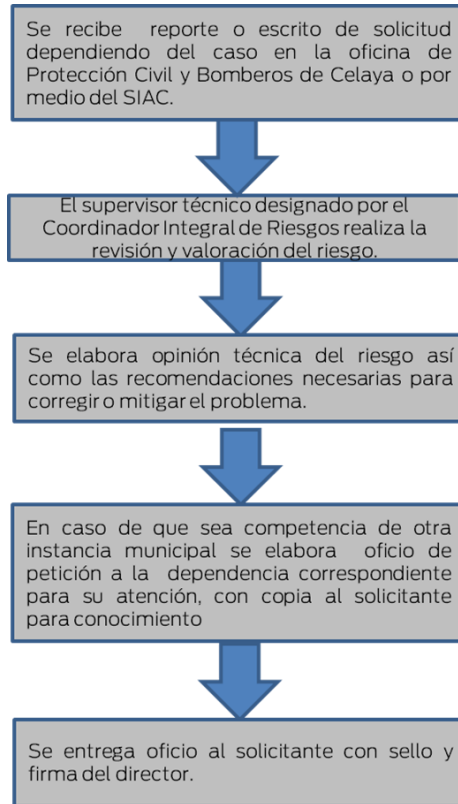 Se recibe reporte o escrito de solicitud
dependiendo del caso en la oficina de
Protección Civil y Bomberos de Celaya o por
medio del SIAC.
El supervisor técnico designado por el
Coordinador Integral de Riesgos realiza la
revisión y valoración del riesgo.
Se elabora opinión técnica del riesgo así
como las recomendaciones necesarias para
corregir o mitigar el problema.
En caso de que sea competencia de otra
instancia municipal se elabora oficio de
petición a la dependencia correspondiente
para su atención, con copia al solicitante
para conocimiento
Se entrega oficio al solicitante con sello y
firma del director.